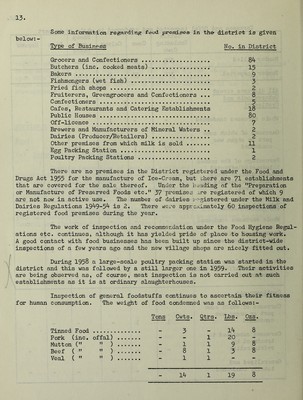 13.
Some information regarding food premises in the district is given
below:-
Type of Business No. in District
Grocers and Confectioners .................. 84
Butchers (inc. cooked meats) ............... 15
Bakers ..................................... 9
Fishmongers (wet fish) ..................... 3
Fried fish shops ........................... 2
Fruiterers, Greengrocers and Confectioners ... 8
Confectioners .............................. 5
Cafes, Restaurants and Catering Establishments 18
Public Houses .............................. 80
Off-licences ............................... 7
Brewers and Manufacturers of Mineral Waters .. 2
Dairies (Producer/Retailers) ............... 2
Other premises from which milk is sold ....... 11
Egg Packing Station ........................ 1
Poultry Packing Stations ................... 2
There are no premises in the District registered under the Food and
Drugs Act 1955 for the manufacture of Ice-Cream, but there are 71 establishments
that are covered for the sale thereof. Under the heading of the "Preparation
or Manufacture of Preserved Foods etc." 37 premises are registered of which 9
are not now in active use. The number of dairies registered under the Milk and
Dairies Regulations 1949-54 is 2. There were approximately 60 inspections of
registered food premises during the year.
The work of inspection and recommendation under the Food Hygiene Regul-
ations etc. continues, although it has yielded pride of place to housing work.
A good contact with food businesses has been built up since the district-wide
inspections of a few years ago and the new village shops are nicely fitted out.
During 1958 a large-scale poultry packing station was started in the
district and this was followed by a still larger one in 1959. Their activities
are being observed as, of course, meat inspection is not carried out at such
establishments as it is at ordinary slaughterhouses.
Inspection of general foodstuffs continues to ascertain their fitness
for human consumption. The weight of food condemned was as follows:-
Tons Cwts. Qtrs. Lbs. Ozs.
Tinned Food ............ - 3 - 14 8
Pork (inc. offal) ....... - - 1 20 -
Mutton (" " ) ....... - 1 1 9 8
Beef (" " ) ....... - 8 1 3 8
Veal (" " ) ....... - 1 1 - -
- 14 1 19 8